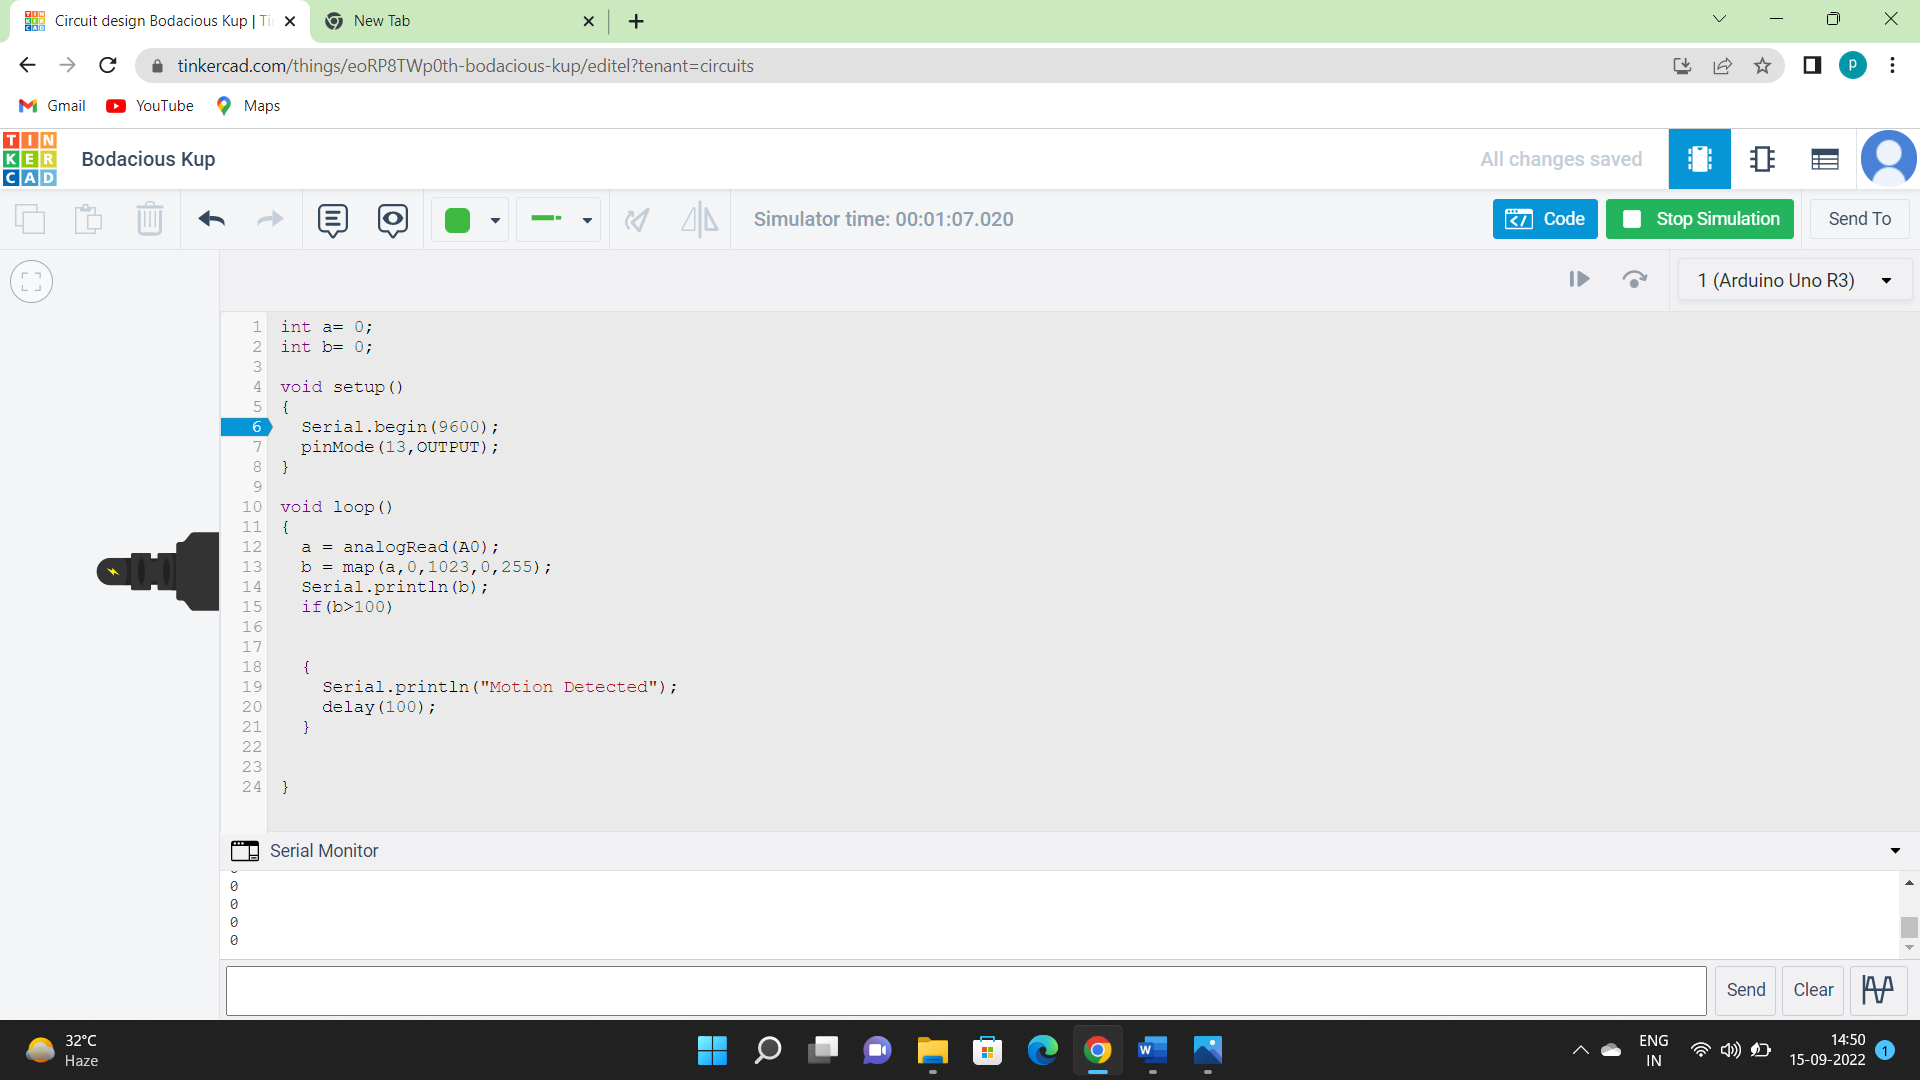 Circuit design Bodacious Kup | Ti
New Tab
tinkercad.com/things/eoRP8TWp0th-bodacious-kup/editel?tenant=circuits
P
Gmail
YouTube
Maps
TIN
KER
CAD
Bodacious Kup
All changes saved
Simulator time: 00:01:07.020
Code
Stop Simulation
Send To
1 (Arduino Uno R3)
1 int a= 0;
2 int b= 0;
3
4 void setup()
5 {
6 Serial.begin(9600);
7 pinMode(13,OUTPUT);
8 }
9
10 void loop()
11 {
12 a = analogRead(A0);
13 b = map(a,0,1023,0,255);
14 Serial.println(b);
15 if(b>100)
16
17
18 {
19 Serial.println("Motion Detected");
20 delay(100);
21 }
22
23
24 }
Serial Monitor
0
0
0
0
Send
Clear
32°C
Haze
W
ENG
IN
14:50
15-09-2022
1